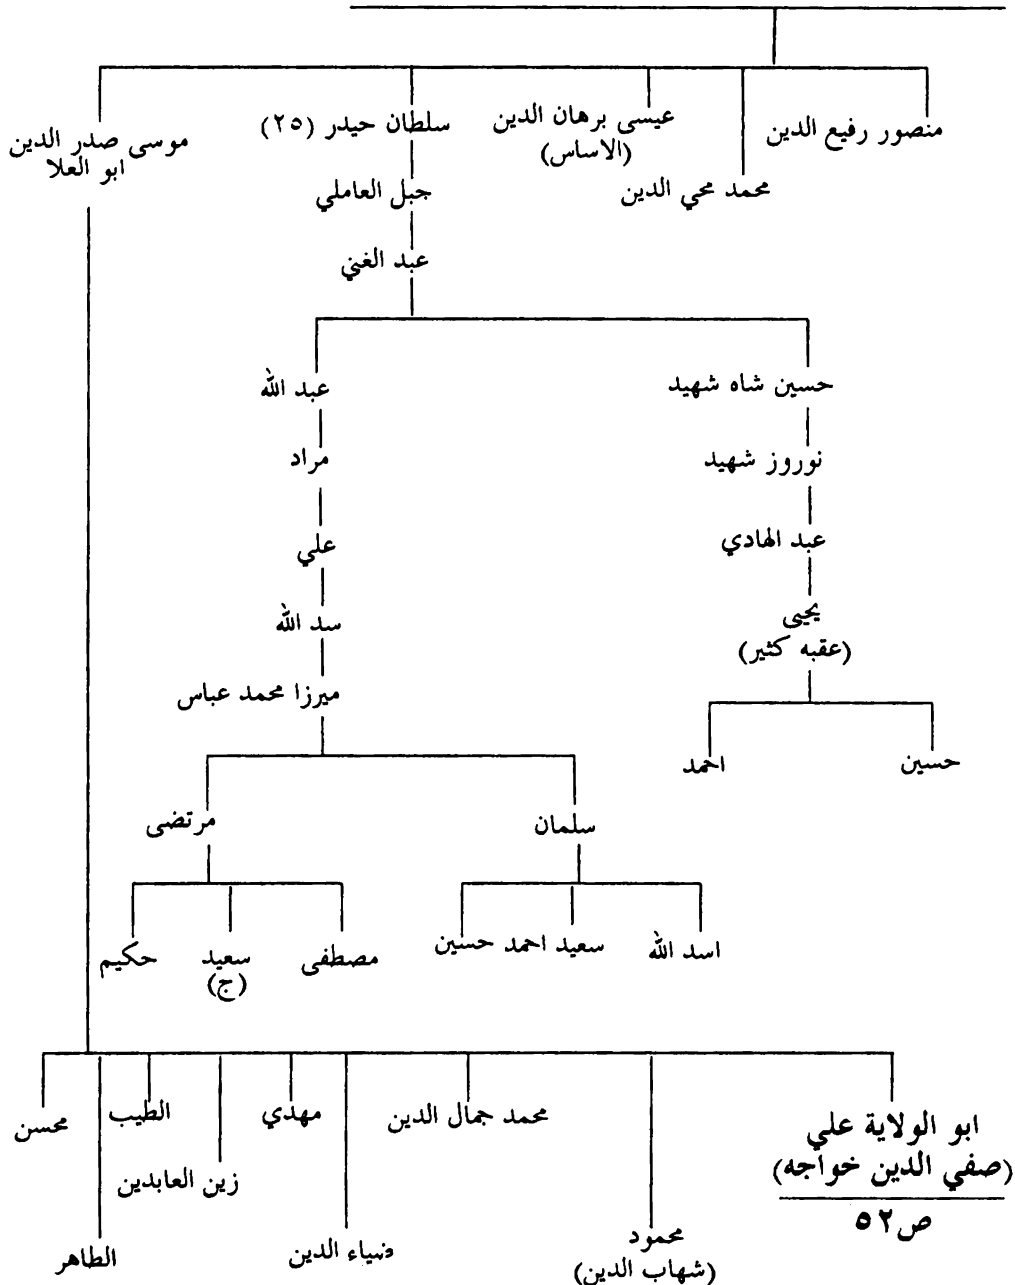 منصور رفيع الدين
عيسى برهان الدين
(الاساس)
سلطان حيدر (٢٥)
موسى صدر الدين
ابو العلا
محمد محي الدين
جبل العاملي
عبد الغني
حسين شاه شهيد
عبد الله
نوروز شهيد
مراد
عبد الهادي
علي
يحيى
(عقبه كثير)
سد الله
ميرزا محمد عباس
حسين
احمد
سلمان
مرتضى
اسد الله
سعيد احمد حسين
مصطفى
سعيد
(ج)
حكيم
ابو الولاية علي
(صفي الدين خواجه)
ص٥٢
محمد جمال الدين
مهدي
الطيب
محسن
زين العابدين
محمود
(شهاب الدين)
ضياء الدين
الطاهر